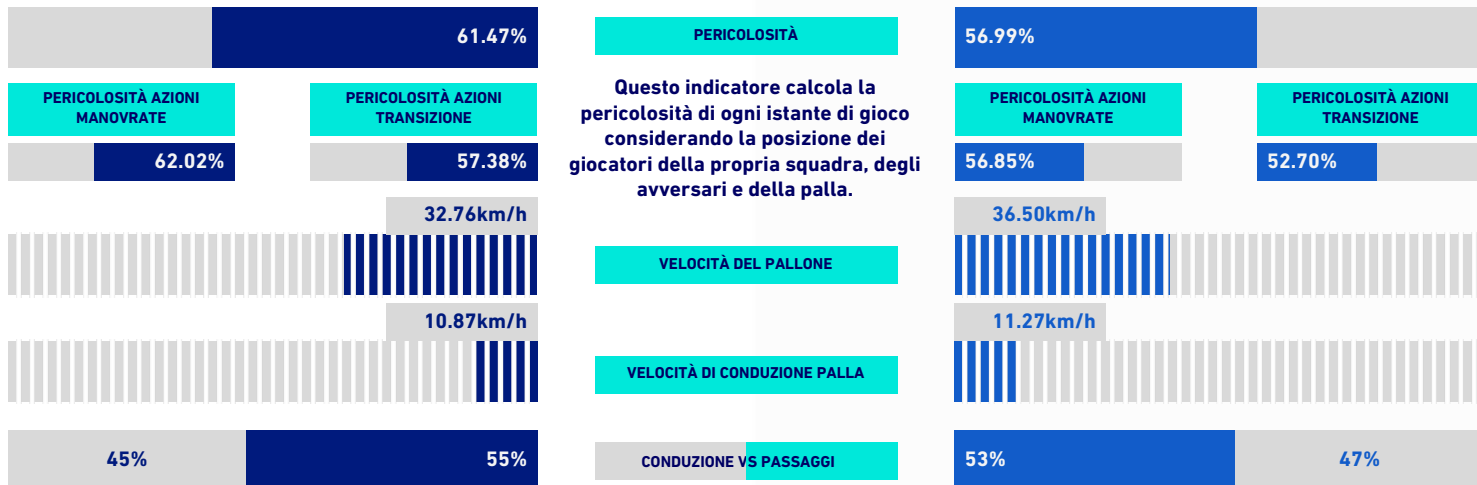 61.47%
PERICOLOSITÀ
56.99%
PERICOLOSITÀ AZIONI
MANOVRATE
PERICOLOSITÀ AZIONI
TRANSIZIONE
62.02%
57.38%
Questo indicatore calcola la
pericolosità di ogni istante di gioco
considerando la posizione dei
giocatori della propria squadra, degli
avversari e della palla.
PERICOLOSITÀ AZIONI
MANOVRATE
PERICOLOSITÀ AZIONI
TRANSIZIONE
56.85%
52.70%
32.76km/h
VELOCITÀ DEL PALLONE
36.50km/h
10.87km/h
VELOCITÀ DI CONDUZIONE PALLA
11.27km/h
45%
55%
CONDUZIONE VS PASSAGGI
53%
47%